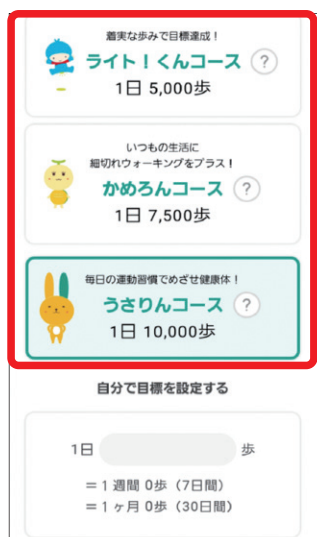 着実な歩みで目標達成！
ライト！くんコース ?
1日 5,000歩
いつもの生活に
細切れウォーキングをプラス！
かめろんコース ?
1日 7,500歩
毎日の運動習慣でめざせ健康体！
うさりんコース ?
1日 10,000歩
自分で目標を設定する
1日 歩
＝1週間 0歩（7日間）
＝1ヶ月 0歩（30日間）